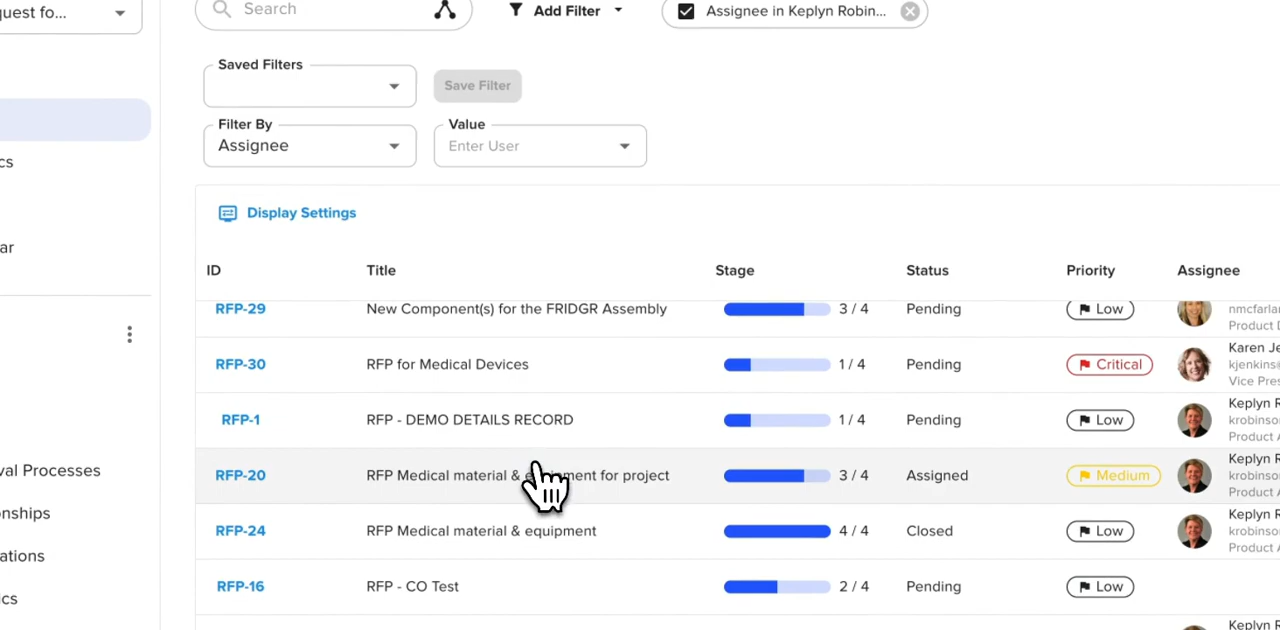 quest fo...
Search
Add Filter
Assignee in Keplyn Robin...
Saved Filters
Save Filter
Filter By
Assignee
Value
Enter User
cs
Display Settings
ar
ID Title Stage Status Priority Assignee
RFP-29 New Component(s) for the FRIDGR Assembly 3 / 4 Pending Low
nmcfarlan
Product D
RFP-30 RFP for Medical Devices 1 / 4 Pending Critical
Karen Je
kjenkins@
Vice Pres
RFP-1 RFP - DEMO DETAILS RECORD 1 / 4 Pending Low
Keplyn R
krobinso
Product A
val Processes
RFP-20 RFP Medical material & equipment for project 3 / 4 Assigned Medium
Keplyn R
krobinso
Product A
onships
RFP-24 RFP Medical material & equipment 4 / 4 Closed Low
Keplyn R
krobinso
Product A
ations
RFP-16 RFP - CO Test 2 / 4 Pending Low
ics
Keplyn R